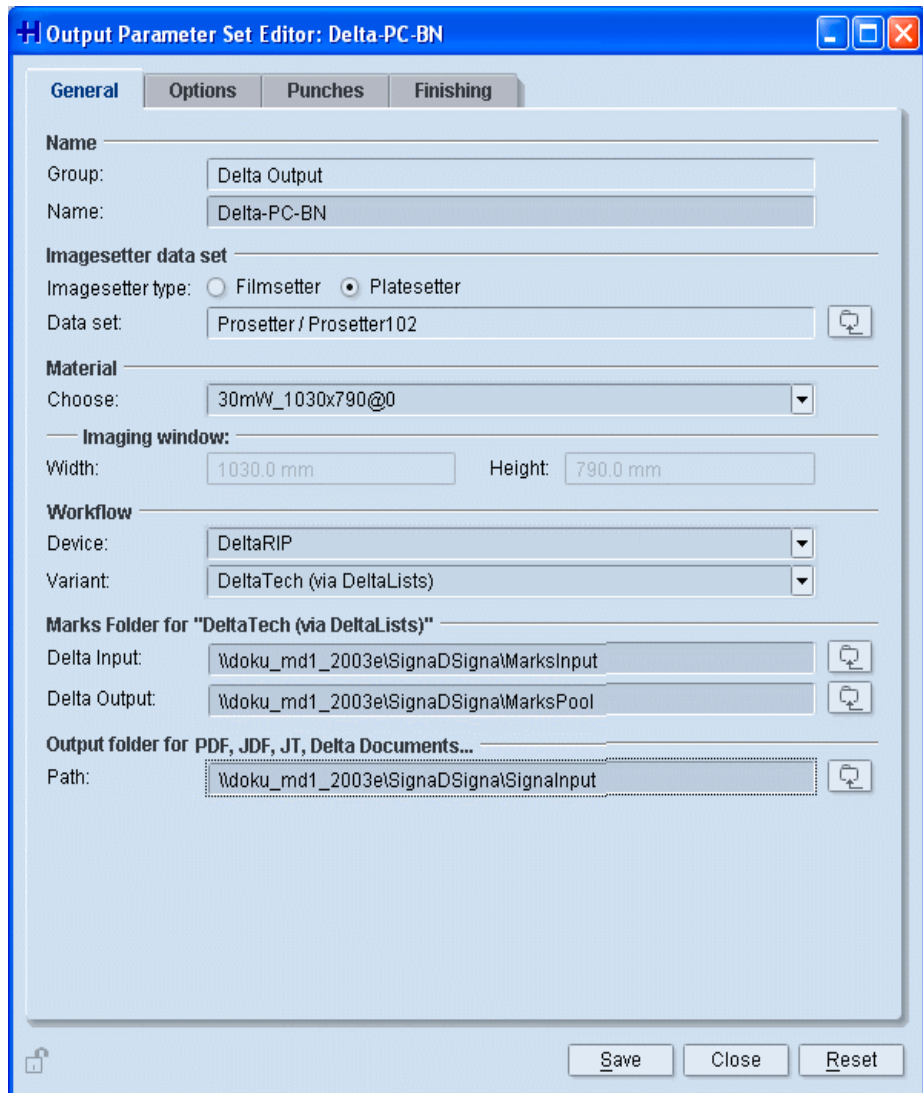 Output Parameter Set Editor: Delta-PC-BN
General Options Punches Finishing
Name
Group: Delta Output
Name: Delta-PC-BN
Imagesetter data set
Imagesetter type: Filmsetter Platesetter
Data set: Prosetter / Prosetter102
Material
Choose: 30mW_1030x790@0
Imaging window:
Width: 1030.0 mm Height: 790.0 mm
Workflow
Device: DeltaRIP
Variant: DeltaTech (via DeltaLists)
Marks Folder for "DeltaTech (via DeltaLists)"
Delta Input: \\doku_md1_2003e\SignaDSigna\MarksInput
Delta Output: \\doku_md1_2003e\SignaDSigna\MarksPool
Output folder for PDF, JDF, JT, Delta Documents...
Path: \\doku_md1_2003e\SignaDSigna\SignaInput
Save Close Reset